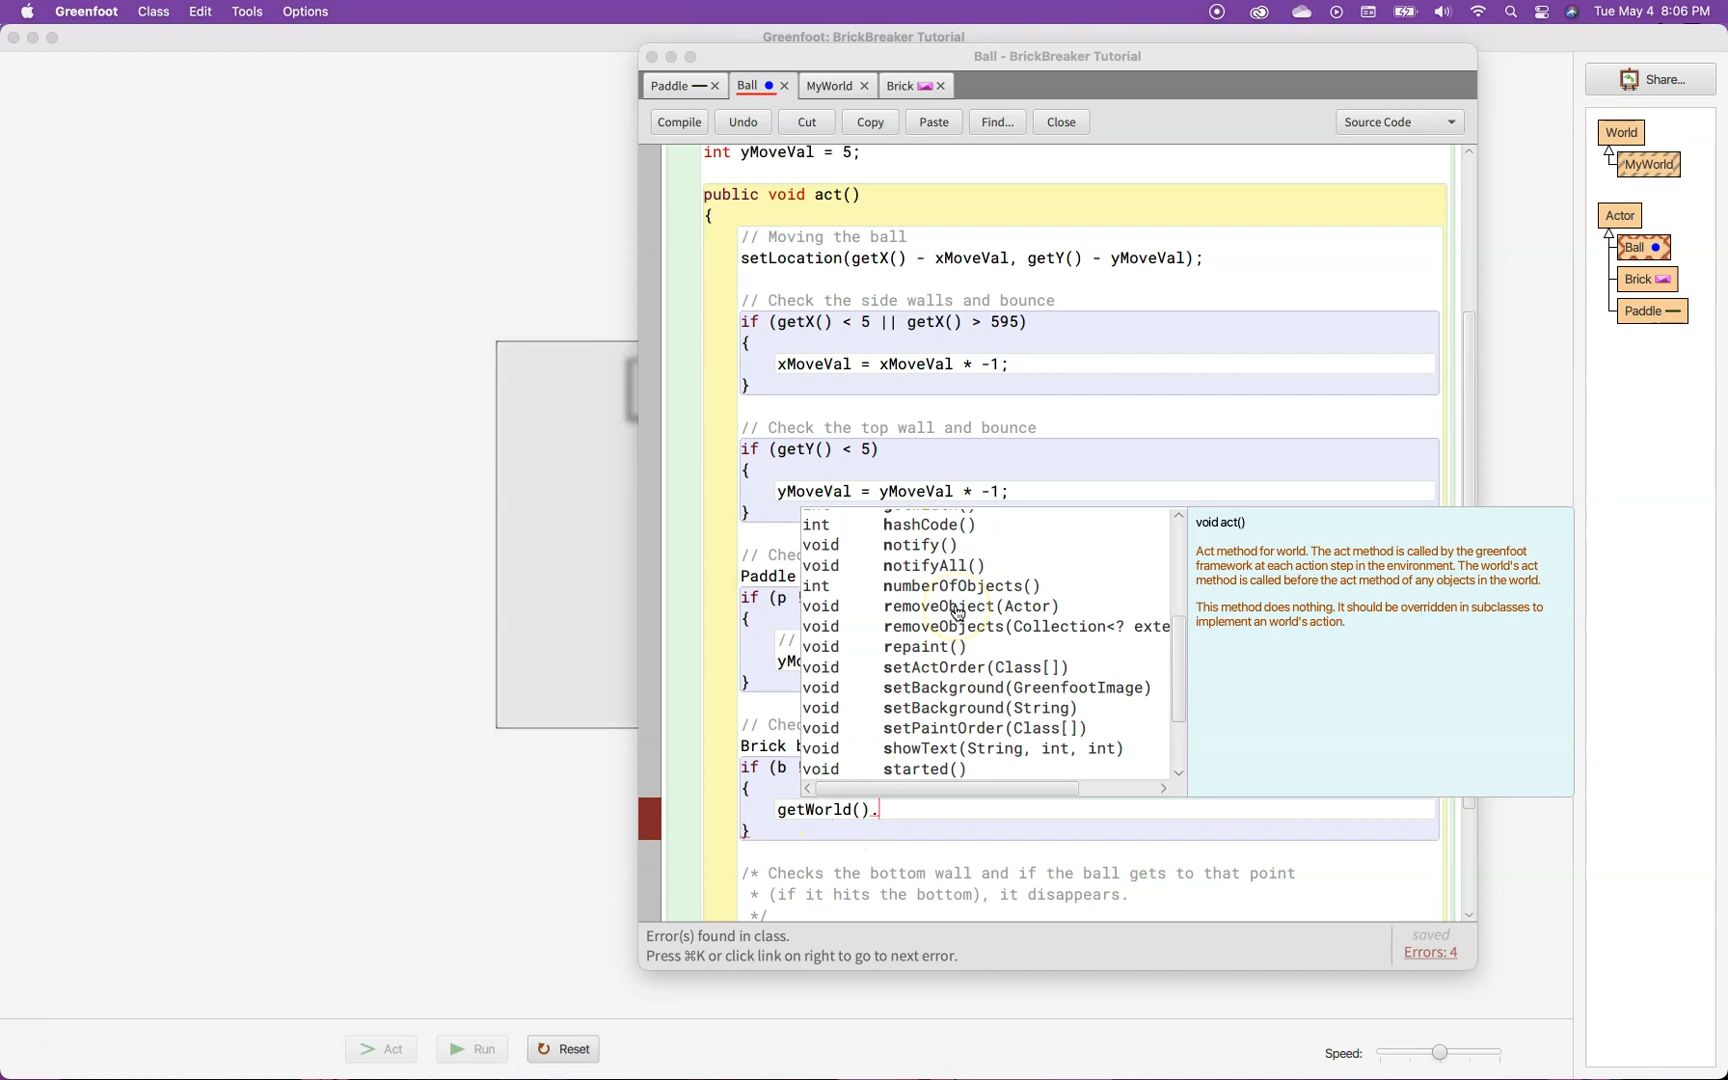 Greenfoot Class Edit Tools Options Tue May 4 8:06 PM
Greenfoot: BrickBreaker Tutorial
Ball - BrickBreaker Tutorial
Share...
Paddle Ball MyWorld Brick
Compile Undo Cut Copy Paste Find... Close Source Code
World
MyWorld
Actor
Ball
Brick
Paddle
int yMoveVal = 5;
public void act()
{
// Moving the ball
setLocation(getX() - xMoveVal, getY() - yMoveVal);
// Check the side walls and bounce
if (getX() < 5 || getX() > 595)
{
xMoveVal = xMoveVal * -1;
}
// Check the top wall and bounce
if (getY() < 5)
{
yMoveVal = yMoveVal * -1;
}
// Chec
Paddle
if (p !
{
//
yMo
}
// Chec
Brick b
if (b !
{
getWorld().
}
/* Checks the bottom wall and if the ball gets to that point
* (if it hits the bottom), it disappears.
*/
int hashCode()
void notify()
void notifyAll()
int numberOfObjects()
void removeObject(Actor)
void removeObjects(Collection<? exte
void repaint()
void setActOrder(Class[])
void setBackground(GreenfootImage)
void setBackground(String)
void setPaintOrder(Class[])
void showText(String, int, int)
void started()
void act()
Act method for world. The act method is called by the greenfoot
framework at each action step in the environment. The world's act
method is called before the act method of any objects in the world.
This method does nothing. It should be overridden in subclasses to
implement an world's action.
Error(s) found in class.
Press ⌘K or click link on right to go to next error.
saved
Errors: 4
Act Run Reset Speed: